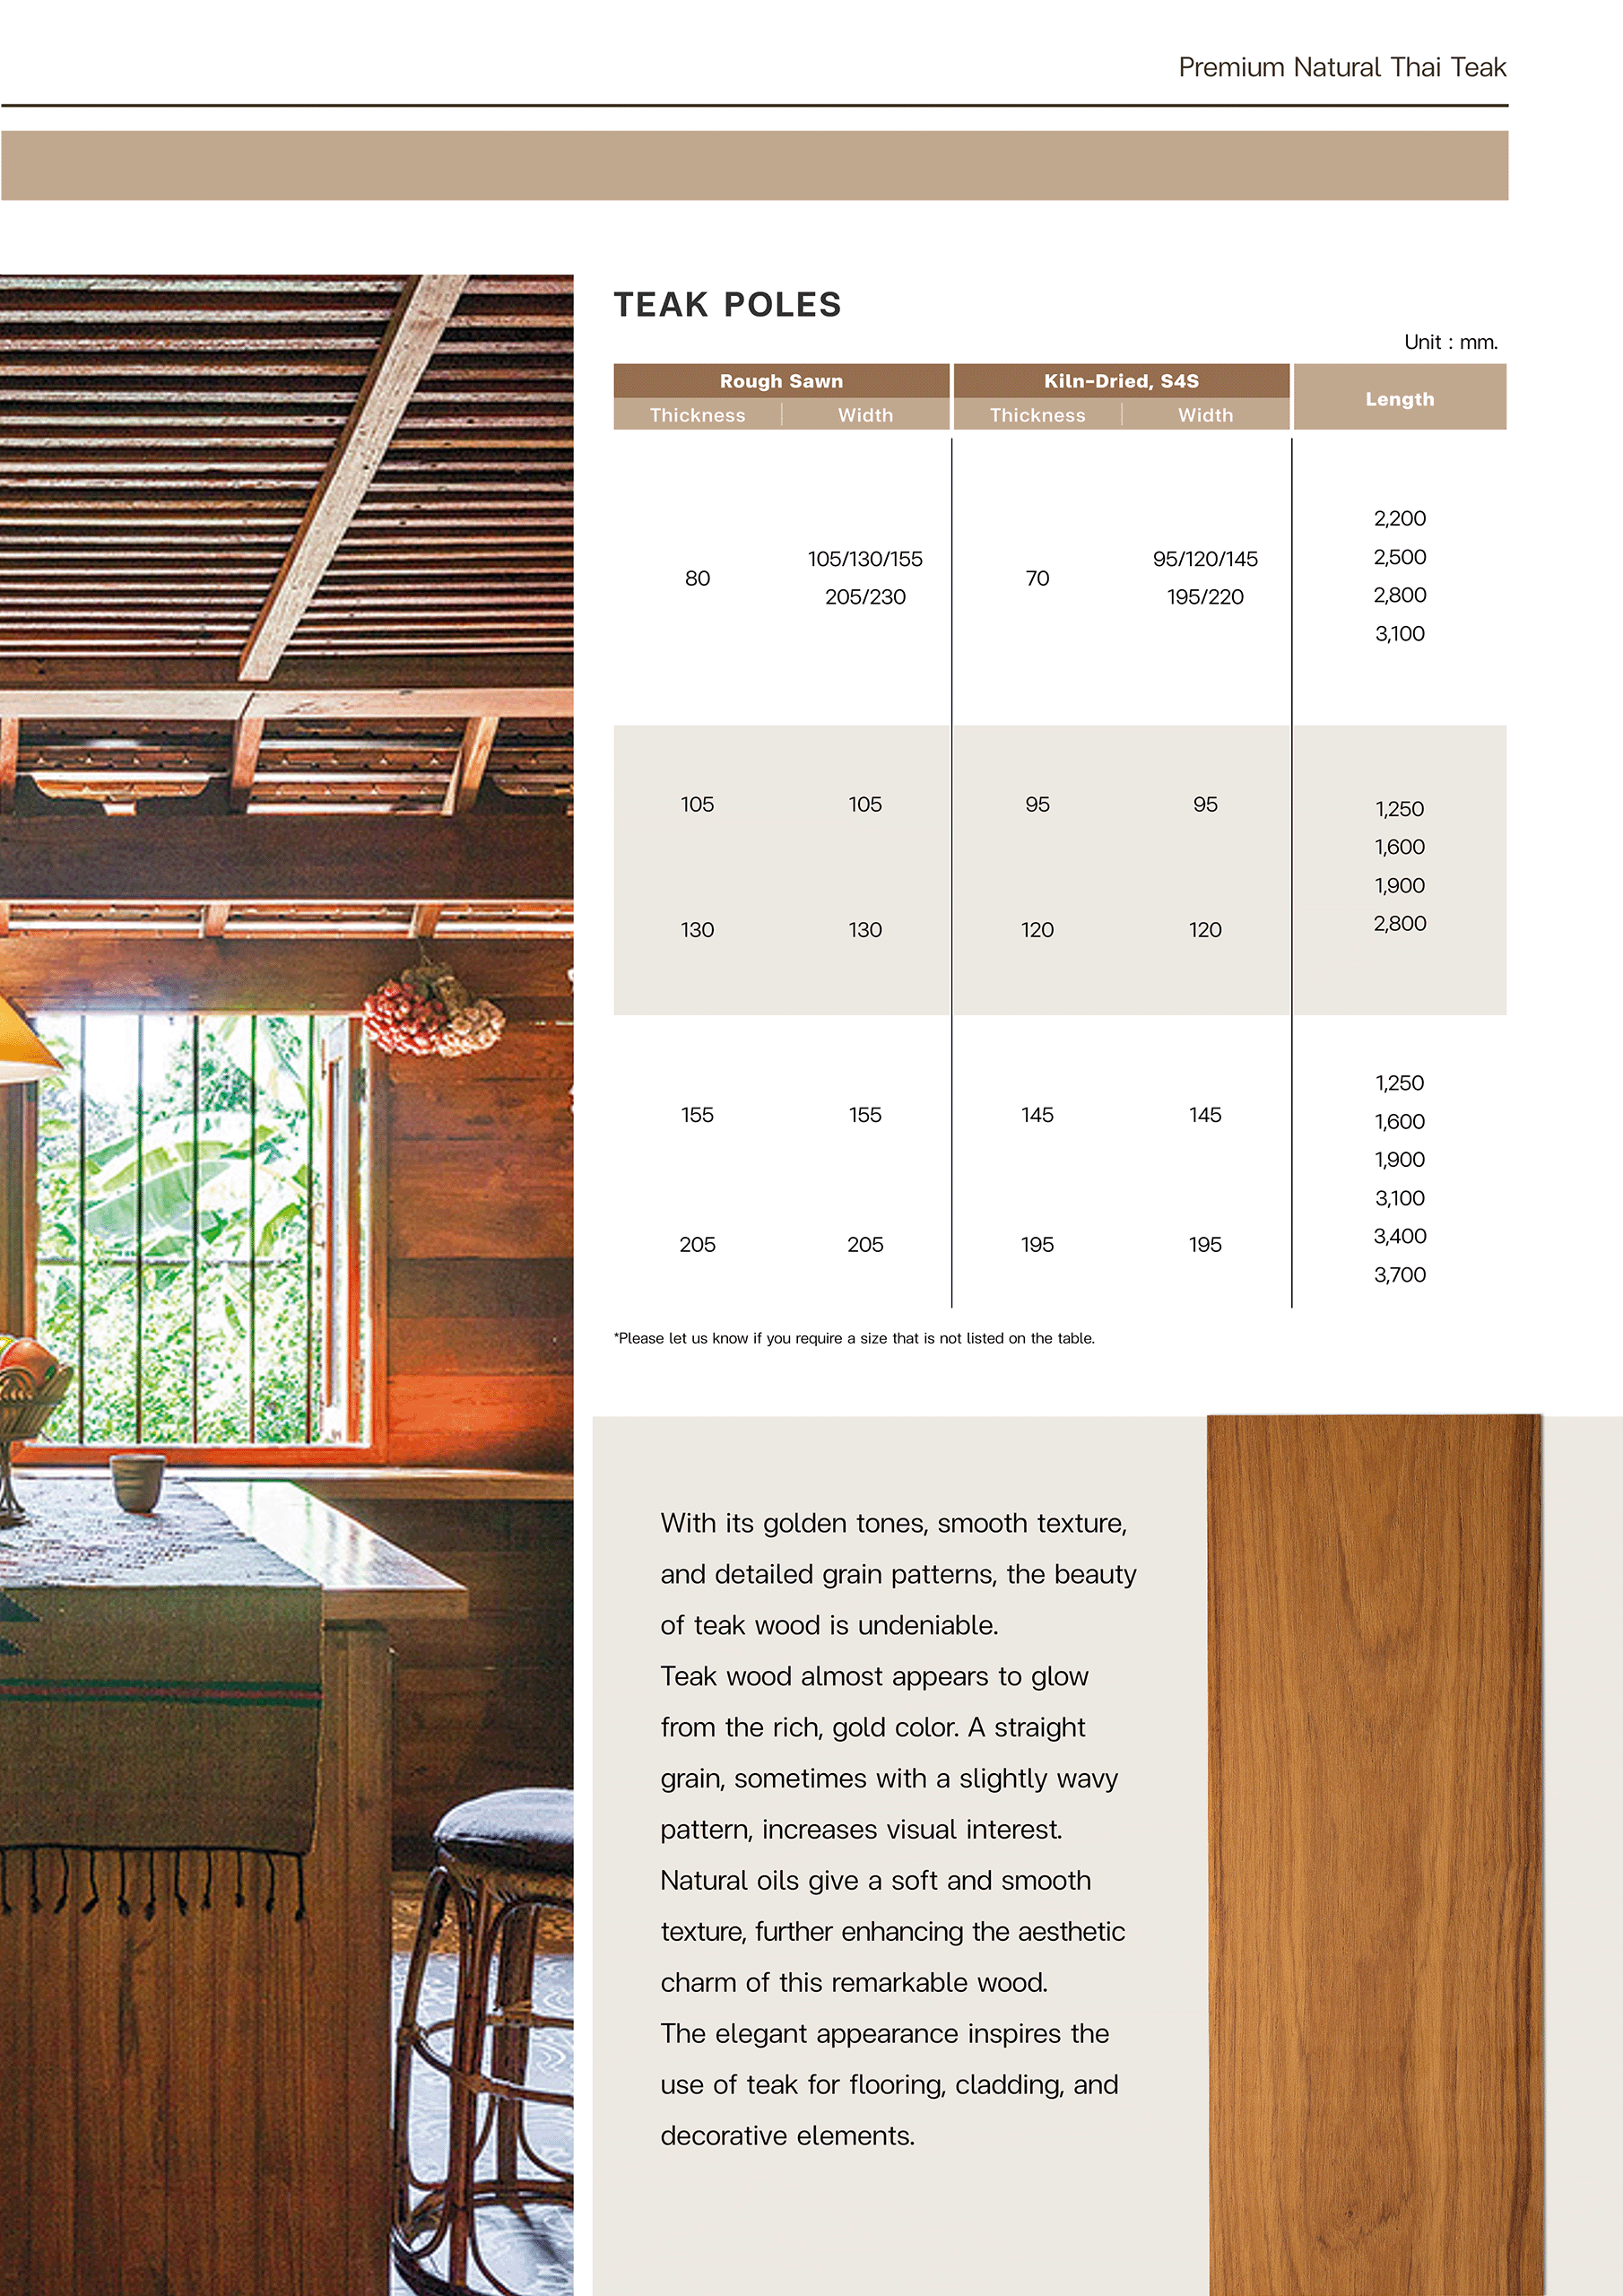 Premium Natural Thai Teak
TEAK POLES
Unit : mm.
Rough Sawn Kiln-Dried, S4S Length
Thickness Width Thickness Width
80 105/130/155 205/230 70 95/120/145 195/220
2,200
2,500
2,800
3,100
105 105 95 95
130 130 120 120
1,250
1,600
1,900
2,800
155 155 145 145
205 205 195 195
1,250
1,600
1,900
3,100
3,400
3,700
*Please let us know if you require a size that is not listed on the table.
With its golden tones, smooth texture,
and detailed grain patterns, the beauty
of teak wood is undeniable.
Teak wood almost appears to glow
from the rich, gold color. A straight
grain, sometimes with a slightly wavy
pattern, increases visual interest.
Natural oils give a soft and smooth
texture, further enhancing the aesthetic
charm of this remarkable wood.
The elegant appearance inspires the
use of teak for flooring, cladding, and
decorative elements.